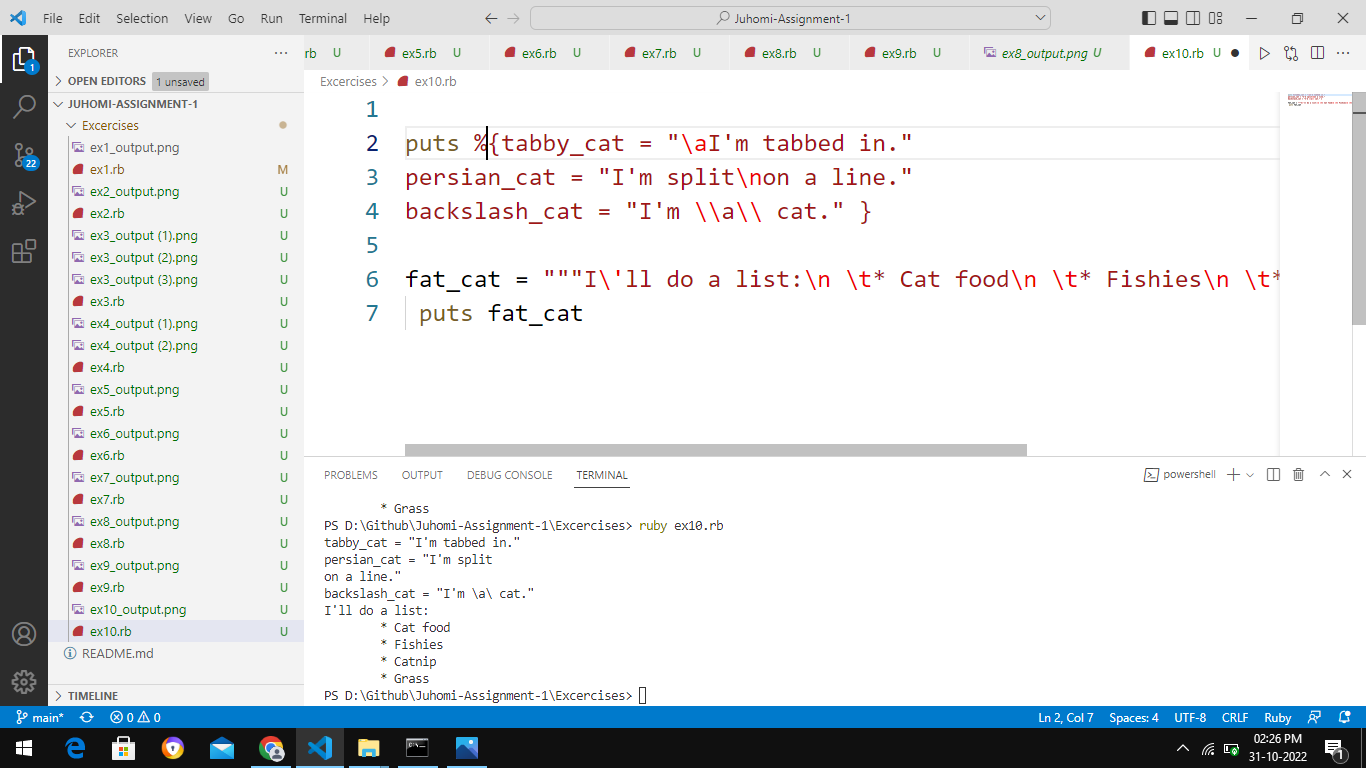 File Edit Selection View Go Run Terminal Help
Juhomi-Assignment-1
EXPLORER
rb U ex5.rb U ex6.rb U ex7.rb U ex8.rb U ex9.rb U ex8_output.png U ex10.rb U
OPEN EDITORS 1 unsaved
Excercises > ex10.rb
JUHOMI-ASSIGNMENT-1
Excercises
ex1_output.png
ex1.rb M
ex2_output.png U
ex2.rb U
ex3_output (1).png U
ex3_output (2).png U
ex3_output (3).png U
ex3.rb U
ex4_output (1).png U
ex4_output (2).png U
ex4.rb U
ex5_output.png U
ex5.rb U
ex6_output.png U
ex6.rb U
ex7_output.png U
ex7.rb U
ex8_output.png U
ex8.rb U
ex9_output.png U
ex9.rb U
ex10_output.png U
ex10.rb U
README.md
TIMELINE
1
22
1
2 puts %{tabby_cat = "\aI'm tabbed in."
3 persian_cat = "I'm split\non a line."
4 backslash_cat = "I'm \\a\\ cat." }
5
6 fat_cat = """I\'ll do a list:\n \t* Cat food\n \t* Fishies\n \t*
7 puts fat_cat
PROBLEMS OUTPUT DEBUG CONSOLE TERMINAL powershell
* Grass
PS D:\Github\Juhomi-Assignment-1\Excercises> ruby ex10.rb
tabby_cat = "I'm tabbed in."
persian_cat = "I'm split
on a line."
backslash_cat = "I'm \a\ cat."
I'll do a list:
* Cat food
* Fishies
* Catnip
* Grass
PS D:\Github\Juhomi-Assignment-1\Excercises>
main* 0 0 Ln 2, Col 7 Spaces: 4 UTF-8 CRLF Ruby
02:26 PM
31-10-2022
1